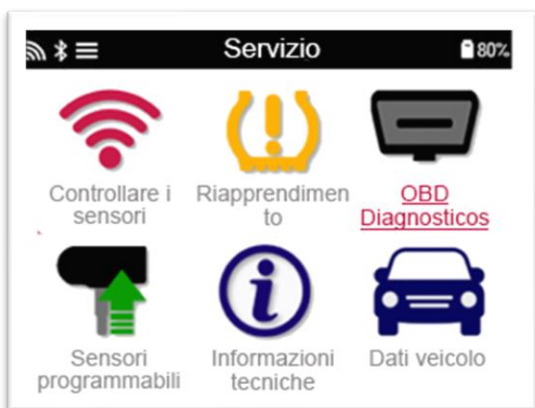 Servizio
80%
Controllare i
sensori
Riapprendimen
to
OBD
Diagnosticos
Sensori
programmabili
Informazioni
tecniche
Dati veicolo